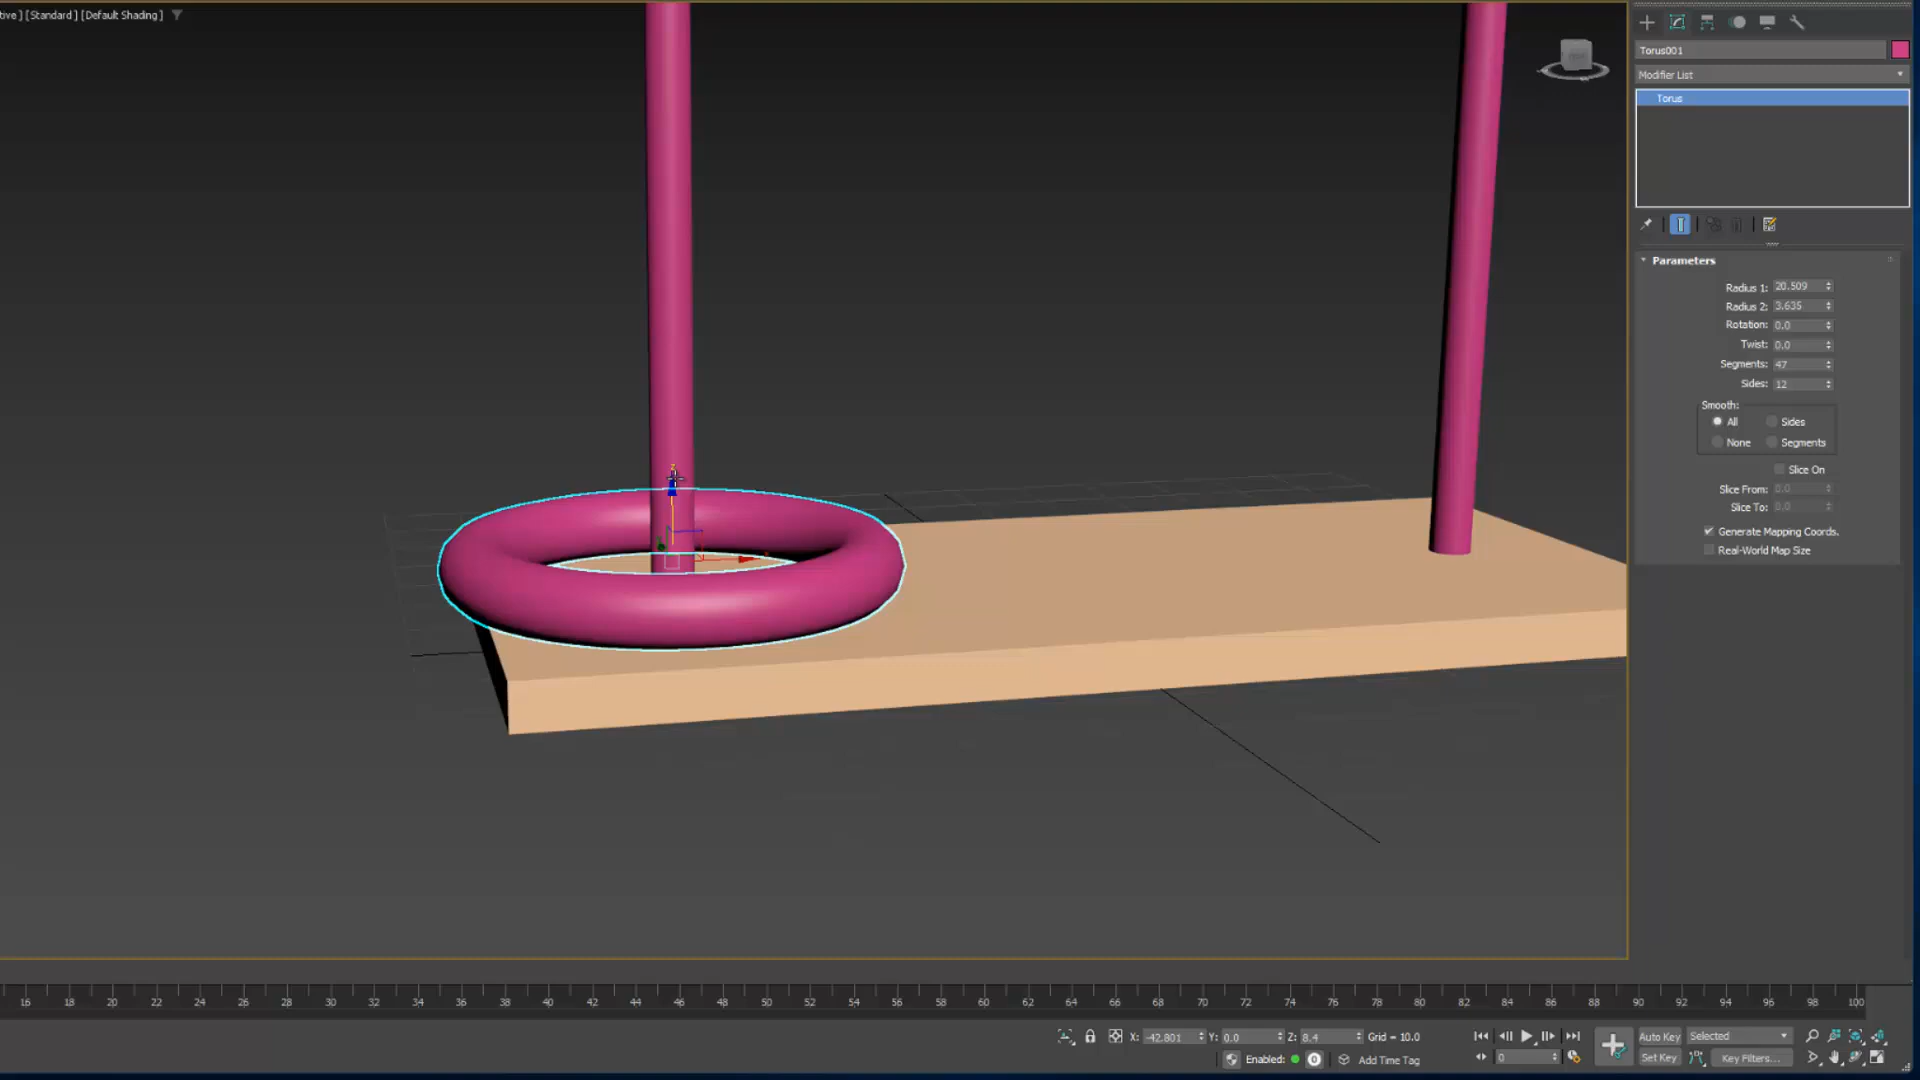 tive ] [Standard ] [Default Shading ]
Torus001
Modifier List
Torus
Parameters
Radius 1: 20.509
Radius 2: 3.635
Rotation: 0.0
Twist: 0.0
Segments: 47
Sides: 12
Smooth:
All Sides
None Segments
Slice On
Slice From: 0.0
Slice To: 0.0
Generate Mapping Coords.
Real-World Map Size
z
16 18 20 22 24 26 28 30 32 34 36 38 40 42 44 46 48 50 52 54 56 58 60 62 64 66 68 70 72 74 76 78 80 82 84 86 88 90 92 94 96 98 100
X: -42.801 Y: 0.0 Z: 8.4 Grid = 10.0 Auto Key Selected
Enabled: Add Time Tag 0 Set Key Key Filters...